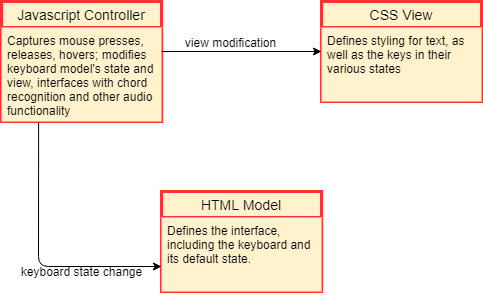 Javascript Controller
Captures mouse presses,
releases, hovers; modifies
keyboard model's state and
view, interfaces with chord
recognition and other audio
functionality
view modification
CSS View
Defines styling for text, as
well as the keys in their
various states
keyboard state change
HTML Model
Defines the interface,
including the keyboard and
its default state.